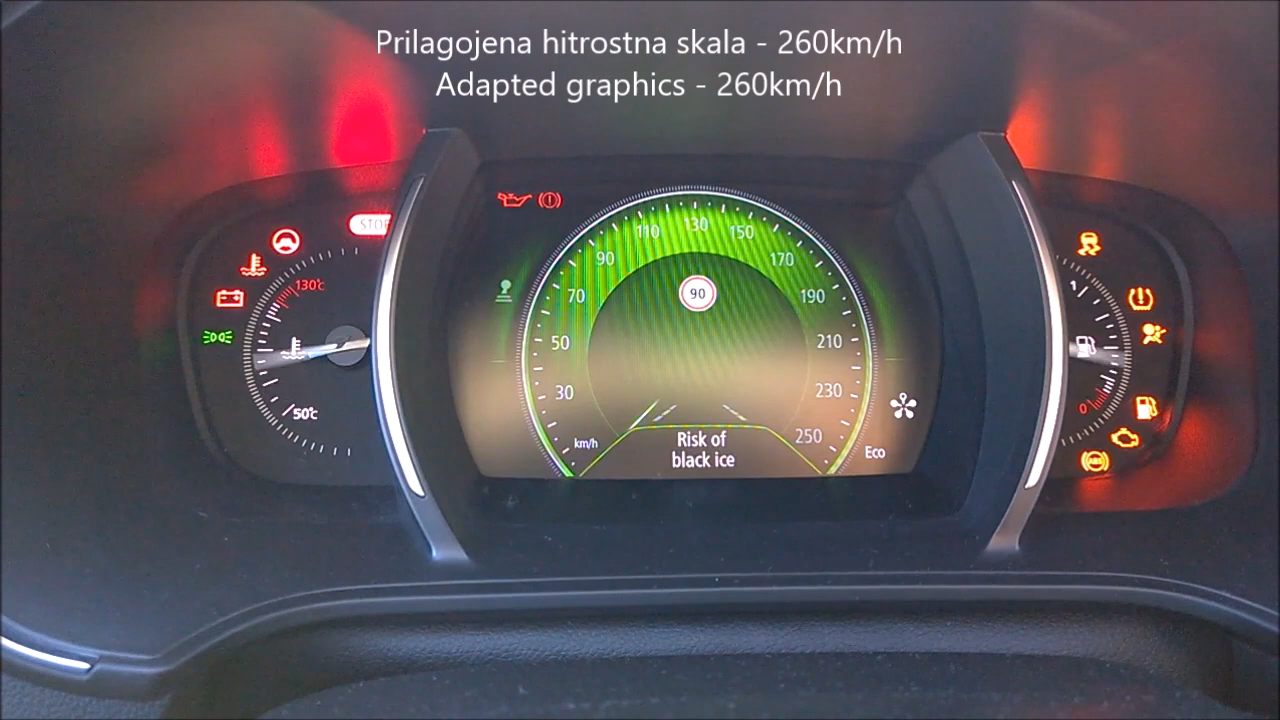 Prilagojena hitrostna skala - 260km/h
Adapted graphics - 260km/h
STOP
130°c
50°c
110 130 150
90 170
70 90 190
50 210
30 230
250
km/h
Risk of
black ice
Eco
1
0
ABS